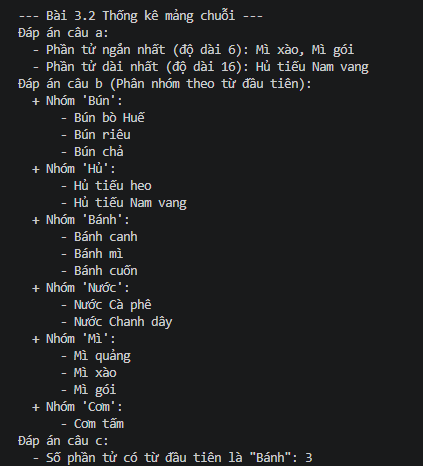 --- Bài 3.2 Thống kê mảng chuỗi ---
Đáp án câu a:
- Phần tử ngắn nhất (độ dài 6): Mì xào, Mì gói
- Phần tử dài nhất (độ dài 16): Hủ tiếu Nam vang
Đáp án câu b (Phân nhóm theo từ đầu tiên):
+ Nhóm 'Bún':
- Bún bò Huế
- Bún riêu
- Bún chả
+ Nhóm 'Hủ':
- Hủ tiếu heo
- Hủ tiếu Nam vang
+ Nhóm 'Bánh':
- Bánh canh
- Bánh mì
- Bánh cuốn
+ Nhóm 'Nước':
- Nước Cà phê
- Nước Chanh dây
+ Nhóm 'Mì':
- Mì quảng
- Mì xào
- Mì gói
+ Nhóm 'Cơm':
- Cơm tấm
Đáp án câu c:
- Số phần tử có từ đầu tiên là "Bánh": 3